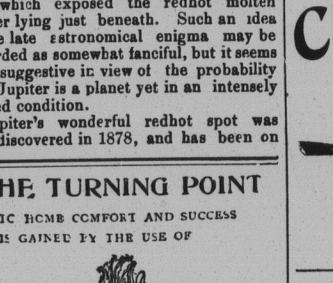 which exposed the redhot molten
er lying just beneath. Such an idea
e late astronomical enigma may be
rded as somewhat fanciful, but it seems
suggestive in view of the probability
Jupiter is a planet yet in an intensely
ed condition.
piter's wonderful redhot spot was
discovered in 1878, and has been on
HE TURNING POINT
IC HOME COMFORT AND SUCCESS
IS GAINED BY THE USE OF
C